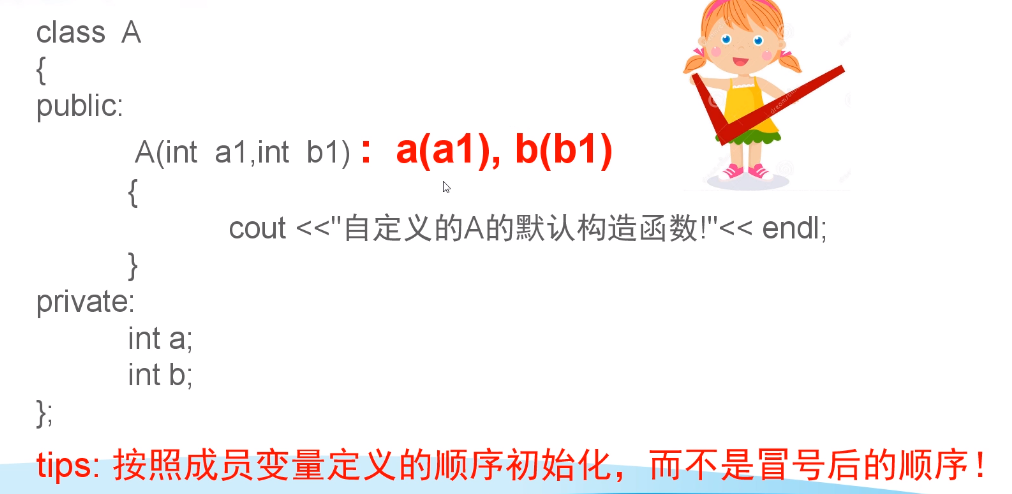 class A
{
public:
A(int a1,int b1) : a(a1), b(b1)
{
cout <<"自定义的A的默认构造函数!"<< endl;
}
private:
int a;
int b;
};
tips: 按照成员变量定义的顺序初始化，而不是冒号后的顺序！